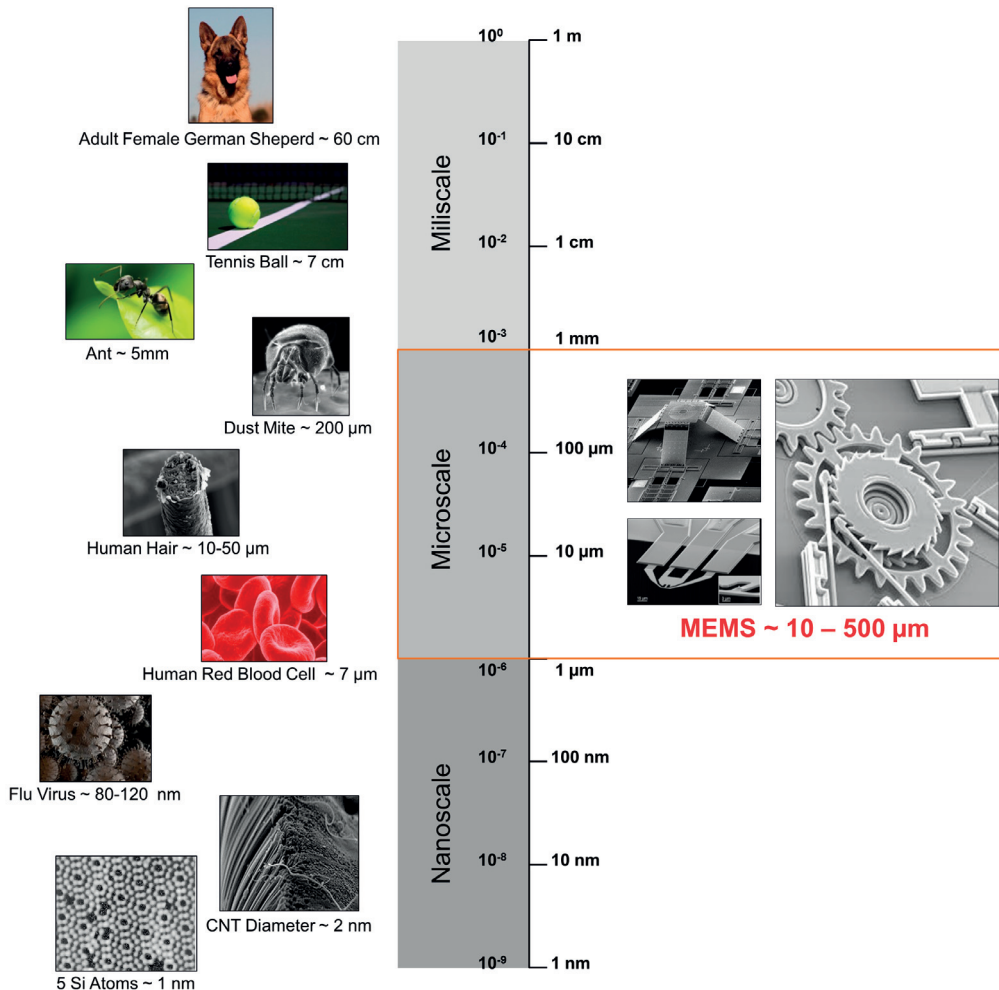 Adult Female German Sheperd ~ 60 cm
Tennis Ball ~ 7 cm
Ant ~ 5mm
Dust Mite ~ 200 µm
Human Hair ~ 10-50 µm
Human Red Blood Cell ~ 7 µm
Flu Virus ~ 80-120 nm
CNT Diameter ~ 2 nm
5 Si Atoms ~ 1 nm
Miliscale
Microscale
Nanoscale
10⁰ 1 m
10⁻¹ 10 cm
10⁻² 1 cm
10⁻³ 1 mm
10⁻⁴ 100 µm
10⁻⁵ 10 µm
10⁻⁶ 1 µm
10⁻⁷ 100 nm
10⁻⁸ 10 nm
10⁻⁹ 1 nm
MEMS ~ 10 – 500 µm